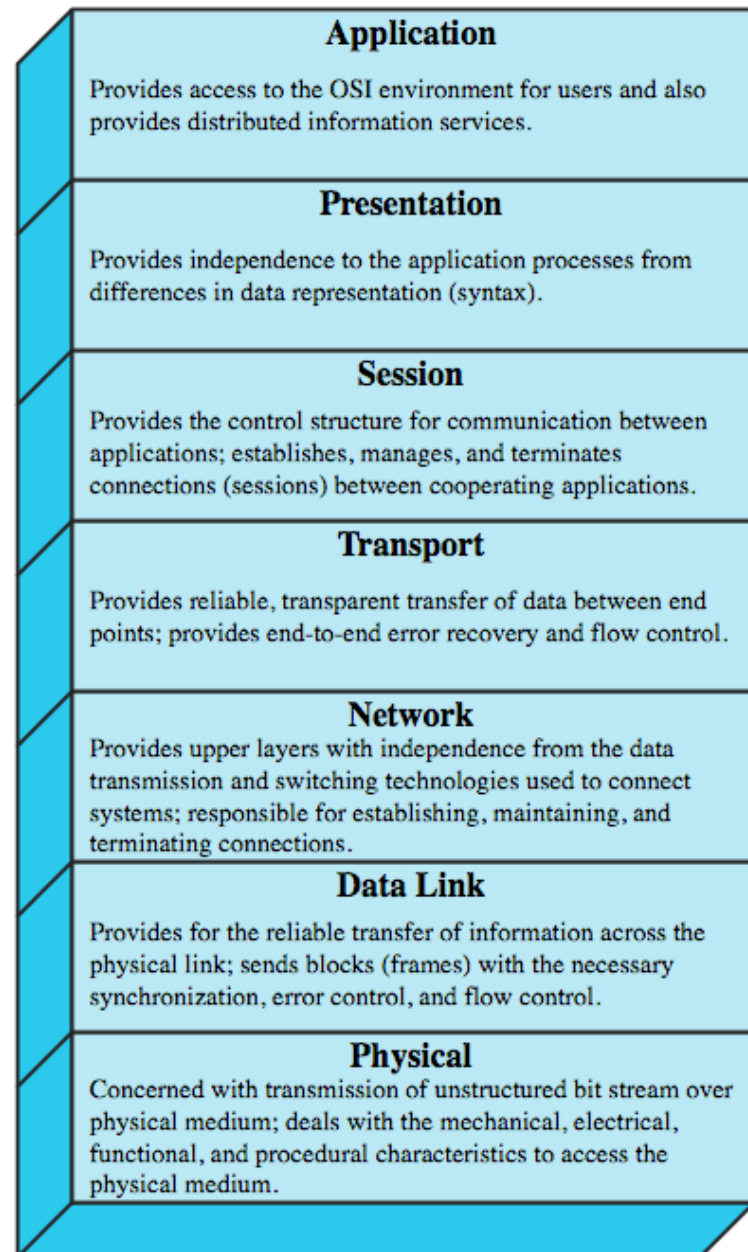 Application
Provides access to the OSI environment for users and also
provides distributed information services.
Presentation
Provides independence to the application processes from
differences in data representation (syntax).
Session
Provides the control structure for communication between
applications; establishes, manages, and terminates
connections (sessions) between cooperating applications.
Transport
Provides reliable, transparent transfer of data between end
points; provides end-to-end error recovery and flow control.
Network
Provides upper layers with independence from the data
transmission and switching technologies used to connect
systems; responsible for establishing, maintaining, and
terminating connections.
Data Link
Provides for the reliable transfer of information across the
physical link; sends blocks (frames) with the necessary
synchronization, error control, and flow control.
Physical
Concerned with transmission of unstructured bit stream over
physical medium; deals with the mechanical, electrical,
functional, and procedural characteristics to access the
physical medium.